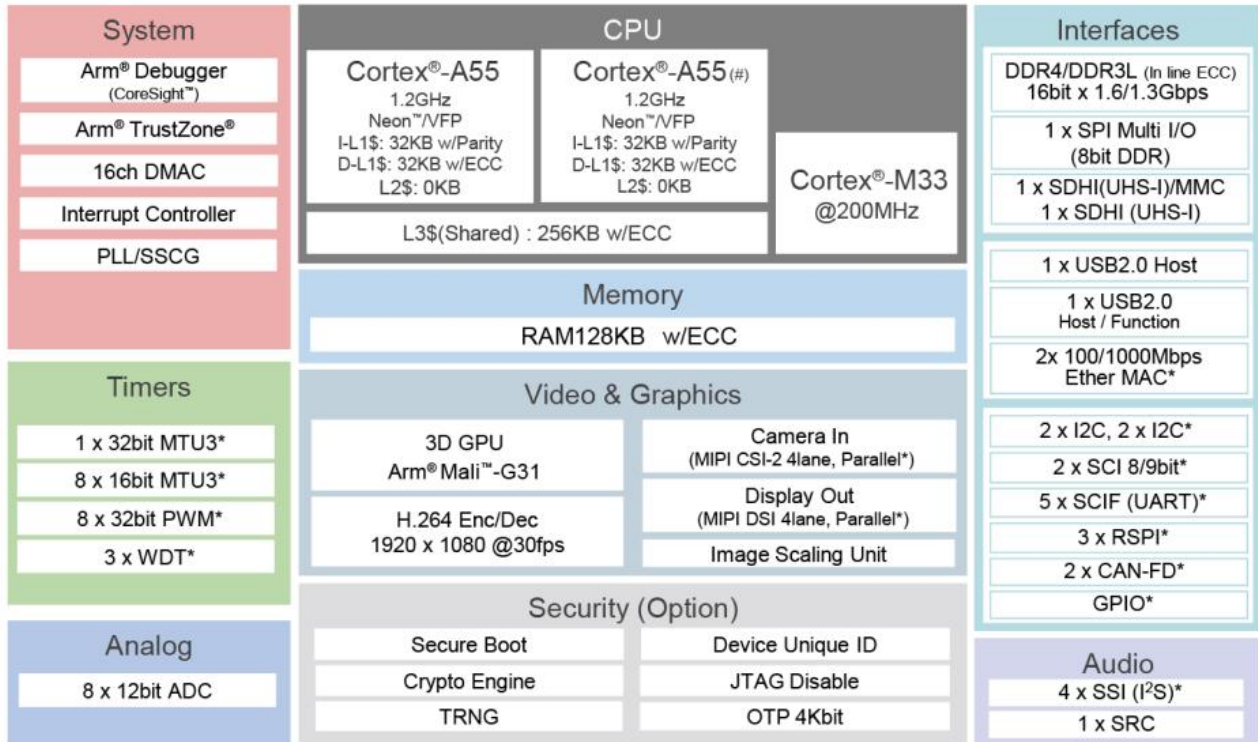 System
Arm® Debugger
(CoreSight™)
Arm® TrustZone®
16ch DMAC
Interrupt Controller
PLL/SSCG
Timers
1 x 32bit MTU3*
8 x 16bit MTU3*
8 x 32bit PWM*
3 x WDT*
Analog
8 x 12bit ADC
CPU
Cortex®-A55
1.2GHz
Neon™/VFP
I-L1$: 32KB w/Parity
D-L1$: 32KB w/ECC
L2$: 0KB
Cortex®-A55(#)
1.2GHz
Neon™/VFP
I-L1$: 32KB w/Parity
D-L1$: 32KB w/ECC
L2$: 0KB
L3$(Shared) : 256KB w/ECC
Cortex®-M33
@200MHz
Memory
RAM128KB w/ECC
Video & Graphics
3D GPU
Arm® Mali™-G31
H.264 Enc/Dec
1920 x 1080 @30fps
Camera In
(MIPI CSI-2 4lane, Parallel*)
Display Out
(MIPI DSI 4lane, Parallel*)
Image Scaling Unit
Security (Option)
Secure Boot
Crypto Engine
TRNG
Device Unique ID
JTAG Disable
OTP 4Kbit
Interfaces
DDR4/DDR3L (In line ECC)
16bit x 1.6/1.3Gbps
1 x SPI Multi I/O
(8bit DDR)
1 x SDHI(UHS-I)/MMC
1 x SDHI (UHS-I)
1 x USB2.0 Host
1 x USB2.0
Host / Function
2x 100/1000Mbps
Ether MAC*
2 x I2C, 2 x I2C*
2 x SCI 8/9bit*
5 x SCIF (UART)*
3 x RSPI*
2 x CAN-FD*
GPIO*
Audio
4 x SSI (I²S)*
1 x SRC